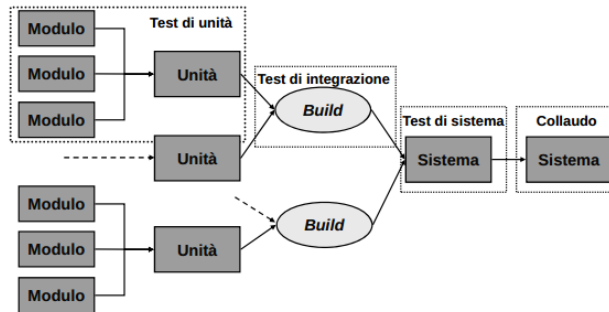 Test di unità
Modulo
Modulo
Unità
Modulo
Test di integrazione
Build
Unità
Test di sistema
Sistema
Collaudo
Sistema
Modulo
Modulo
Unità
Modulo
Build